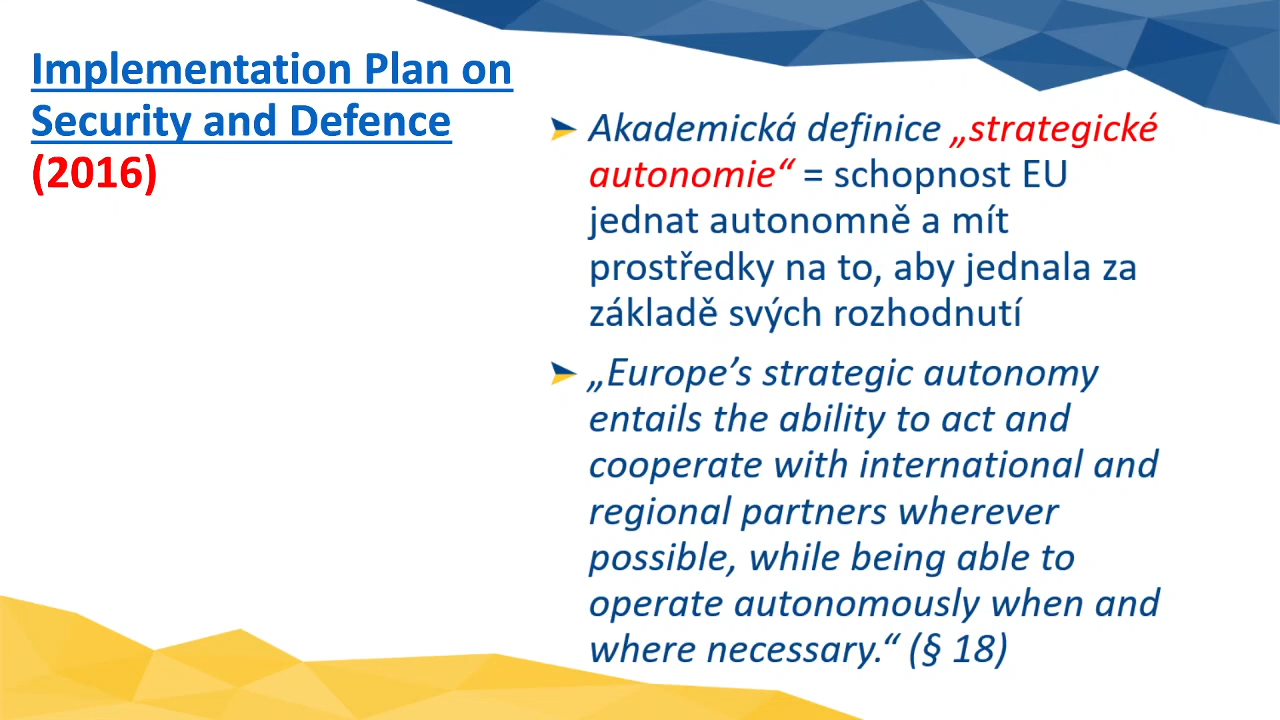 Implementation Plan on
Security and Defence
(2016)
Akademická definice „strategické
autonomie“ = schopnost EU
jednat autonomně a mít
prostředky na to, aby jednala za
základě svých rozhodnutí
„Europe’s strategic autonomy
entails the ability to act and
cooperate with international and
regional partners wherever
possible, while being able to
operate autonomously when and
where necessary.“ (§ 18)